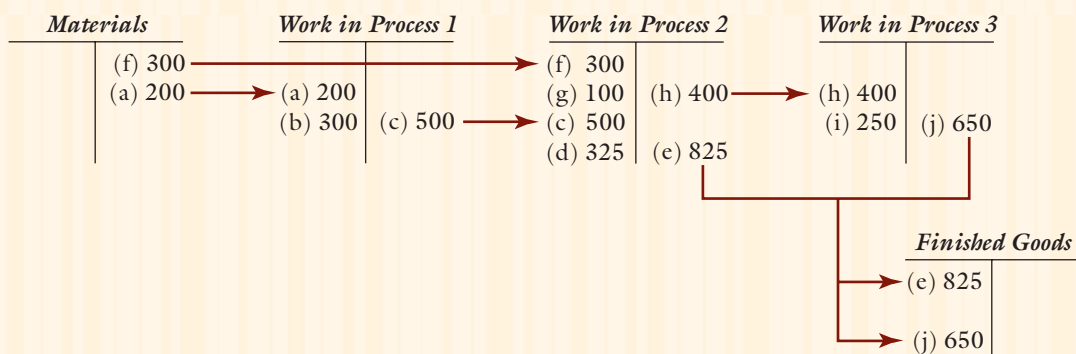 Materials Work in Process 1 Work in Process 2 Work in Process 3
(f) 300 (f) 300
(a) 200 (a) 200 (g) 100 (h) 400 (h) 400
(b) 300 (c) 500 (c) 500 (i) 250 (j) 650
(d) 325 (e) 825
Finished Goods
(e) 825
(j) 650